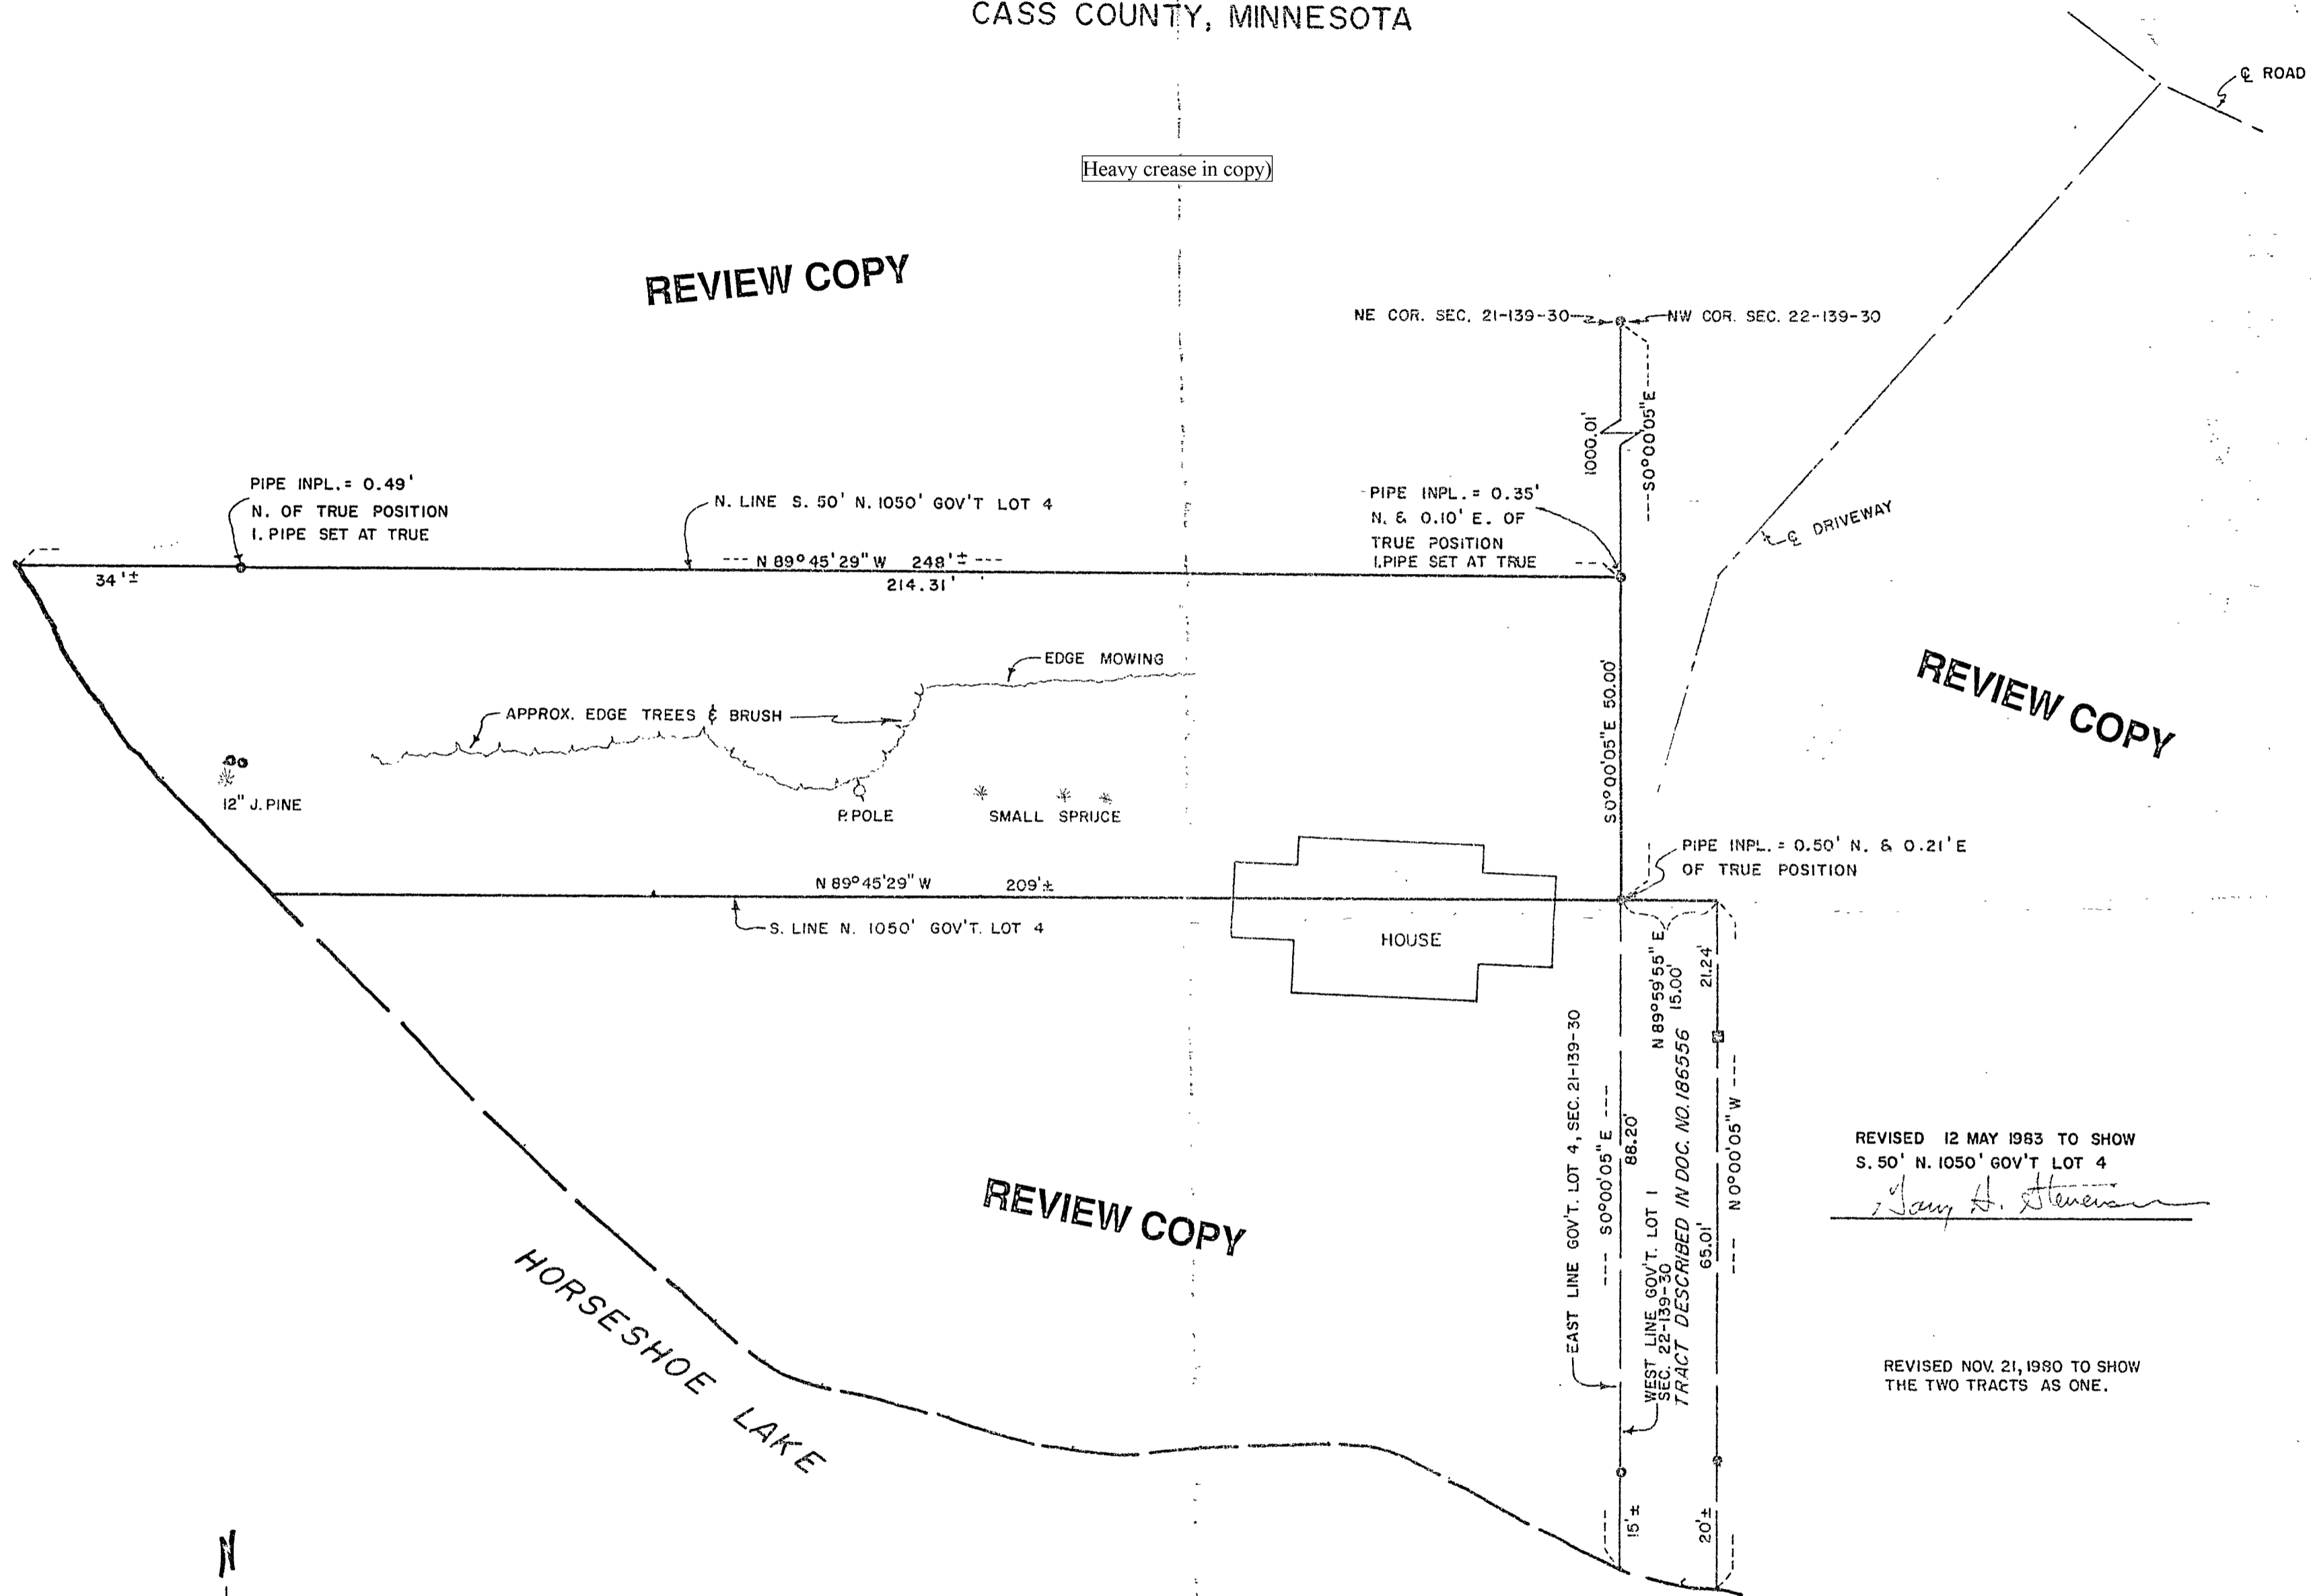 CASS COUNTY, MINNESOTA
℄ ROAD
Heavy crease in copy)
REVIEW COPY
NE COR. SEC. 21-139-30
NW COR. SEC. 22-139-30
1000.01'
---S0°00'05"E---
PIPE INPL. = 0.49'
N. OF TRUE POSITION
I. PIPE SET AT TRUE
N. LINE S. 50' N. 1050' GOV'T LOT 4
PIPE INPL. = 0.35'
N. & 0.10' E. OF
TRUE POSITION
I.PIPE SET AT TRUE
℄ DRIVEWAY
34'±
--- N 89°45'29" W 248'± ---
214.31'
EDGE MOWING
S 0°00'05"E 50.00'
REVIEW COPY
APPROX. EDGE TREES & BRUSH
12" J. PINE
P. POLE
SMALL SPRUCE
PIPE INPL. = 0.50' N. & 0.21' E
OF TRUE POSITION
N 89°45'29" W 209'±
S. LINE N. 1050' GOV'T. LOT 4
HOUSE
N 89°59'55" E
15.00'
21.24'
EAST LINE GOV'T. LOT 4, SEC. 21-139-30
---- S0°00'05" E ----
88.20'
WEST LINE GOV'T. LOT 1
SEC. 22-139-30
TRACT DESCRIBED IN DOC. NO. 186556
65.01'
---- N 0°00'05" W ----
REVISED 12 MAY 1983 TO SHOW
S. 50' N. 1050' GOV'T LOT 4
REVIEW COPY
HORSESHOE LAKE
REVISED NOV. 21, 1980 TO SHOW
THE TWO TRACTS AS ONE.
15'±
20'±
N